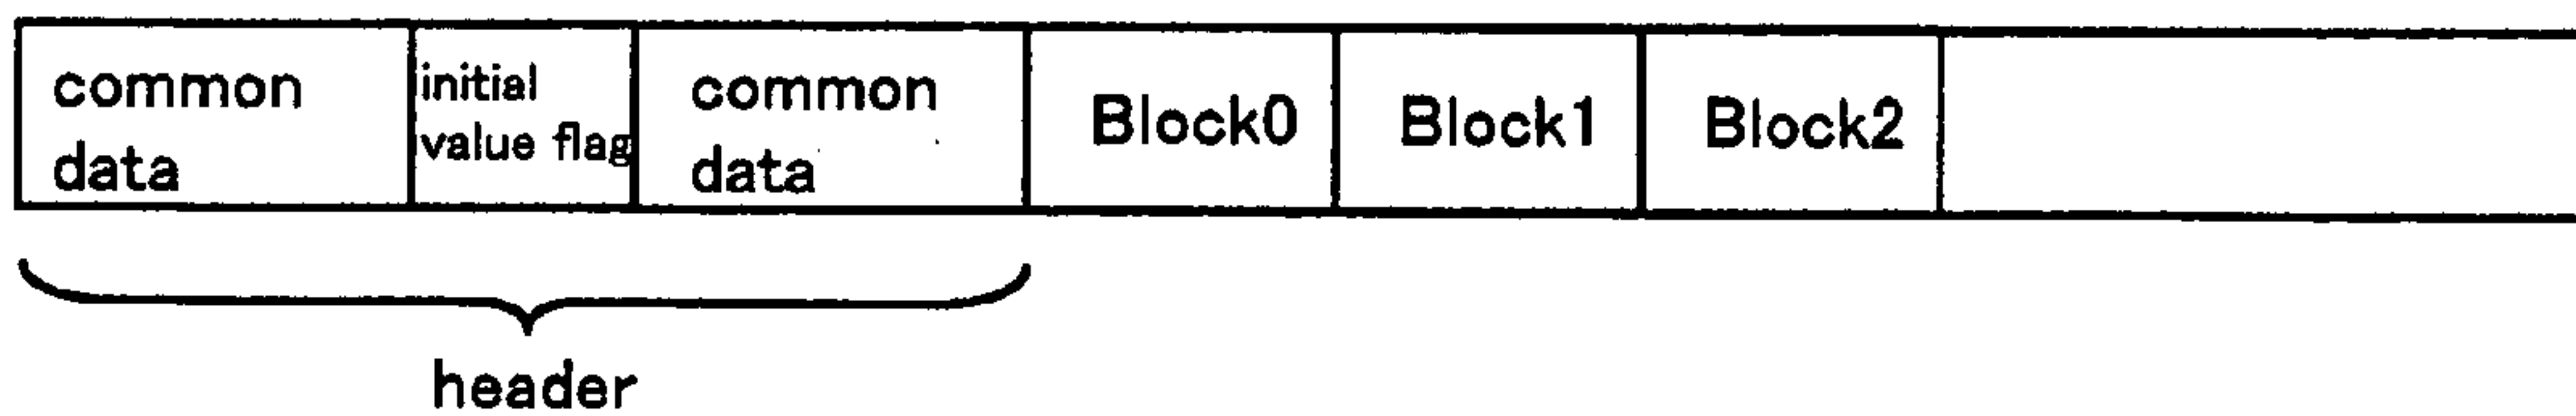 common
data
initial
value flag
common
data
Block0
Block1
Block2
header